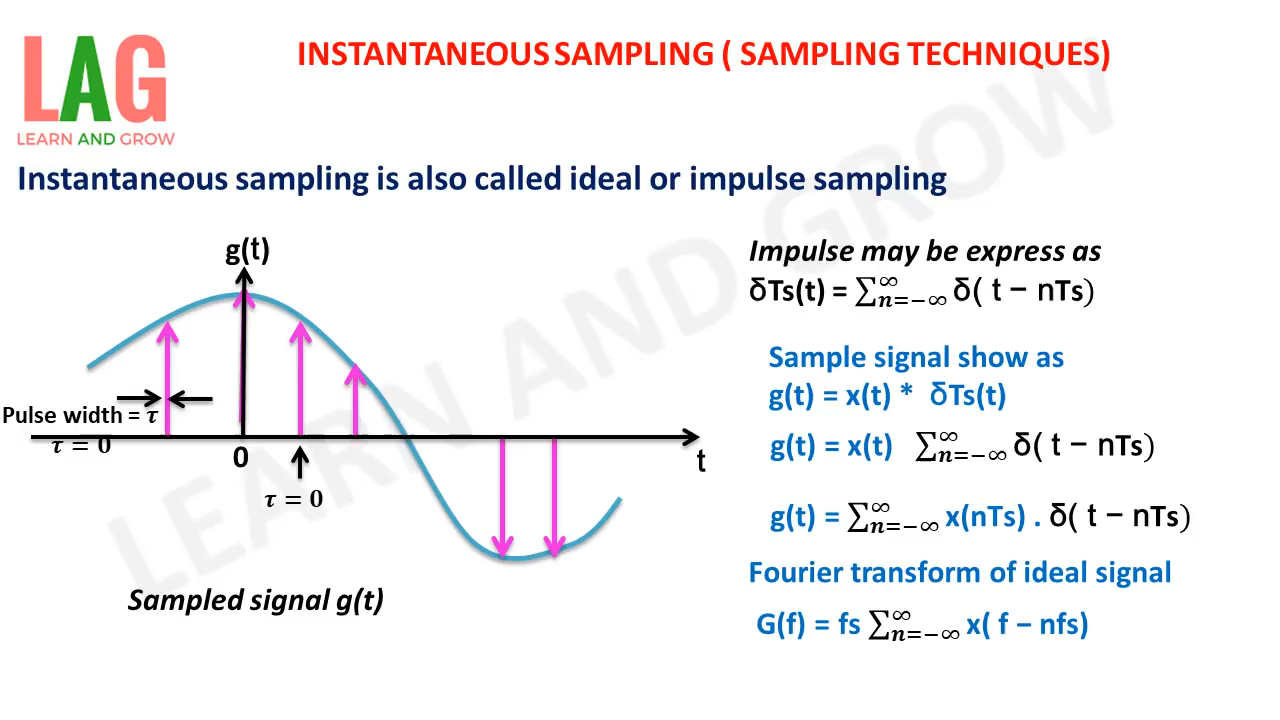 LAG
LEARN AND GROW
INSTANTANEOUS SAMPLING ( SAMPLING TECHNIQUES)
Instantaneous sampling is also called ideal or impulse sampling
g(t)
Pulse width = τ
τ = 0
0
τ = 0
t
Sampled signal g(t)
Impulse may be express as
δTs(t) = ∑_{n=−∞}^{∞} δ( t − nTs)
Sample signal show as
g(t) = x(t) * δTs(t)
g(t) = x(t) ∑_{n=−∞}^{∞} δ( t − nTs)
g(t) = ∑_{n=−∞}^{∞} x(nTs) . δ( t − nTs)
Fourier transform of ideal signal
G(f) = fs ∑_{n=−∞}^{∞} x( f − nfs)
LEARN AND GROW